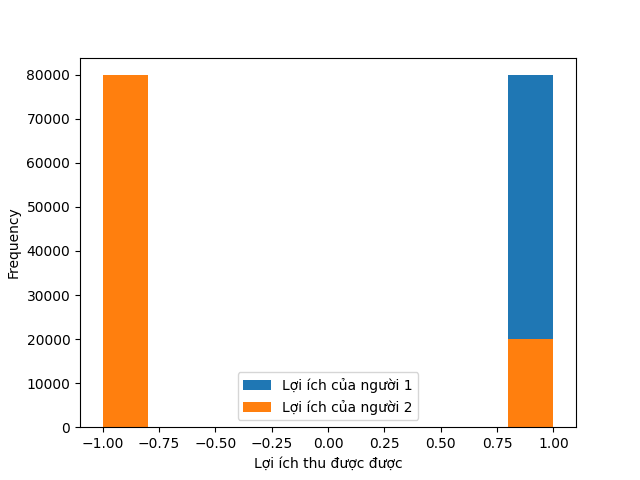 80000
70000
60000
50000
40000
30000
20000
10000
0
Frequency
Lợi ích của người 1
Lợi ích của người 2
−1.00 −0.75 −0.50 −0.25 0.00 0.25 0.50 0.75 1.00
Lợi ích thu được được